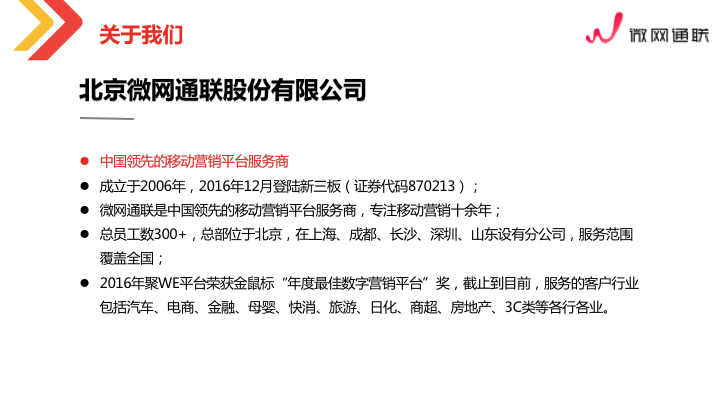 关于我们
微网通联
北京微网通联股份有限公司
中国领先的移动营销平台服务商
成立于2006年，2016年12月登陆新三板（证券代码870213）；
微网通联是中国领先的移动营销平台服务商，专注移动营销十余年；
总员工数300+，总部位于北京，在上海、成都、长沙、深圳、山东设有分公司，服务范围
覆盖全国；
2016年聚WE平台荣获金鼠标“年度最佳数字营销平台”奖，截止到目前，服务的客户行业
包括汽车、电商、金融、母婴、快消、旅游、日化、商超、房地产、3C类等各行各业。